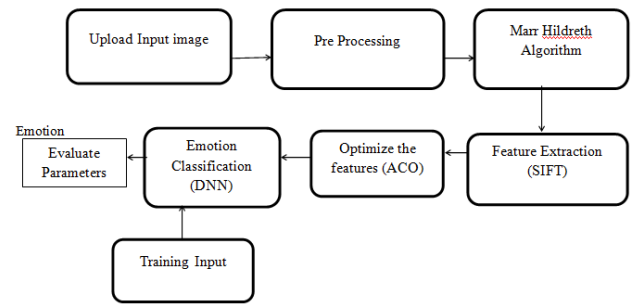 Upload Input image
Pre Processing
Marr Hildreth
Algorithm
Feature Extraction
(SIFT)
Optimize the
features (ACO)
Emotion
Classification
(DNN)
Emotion
Evaluate
Parameters
Training Input